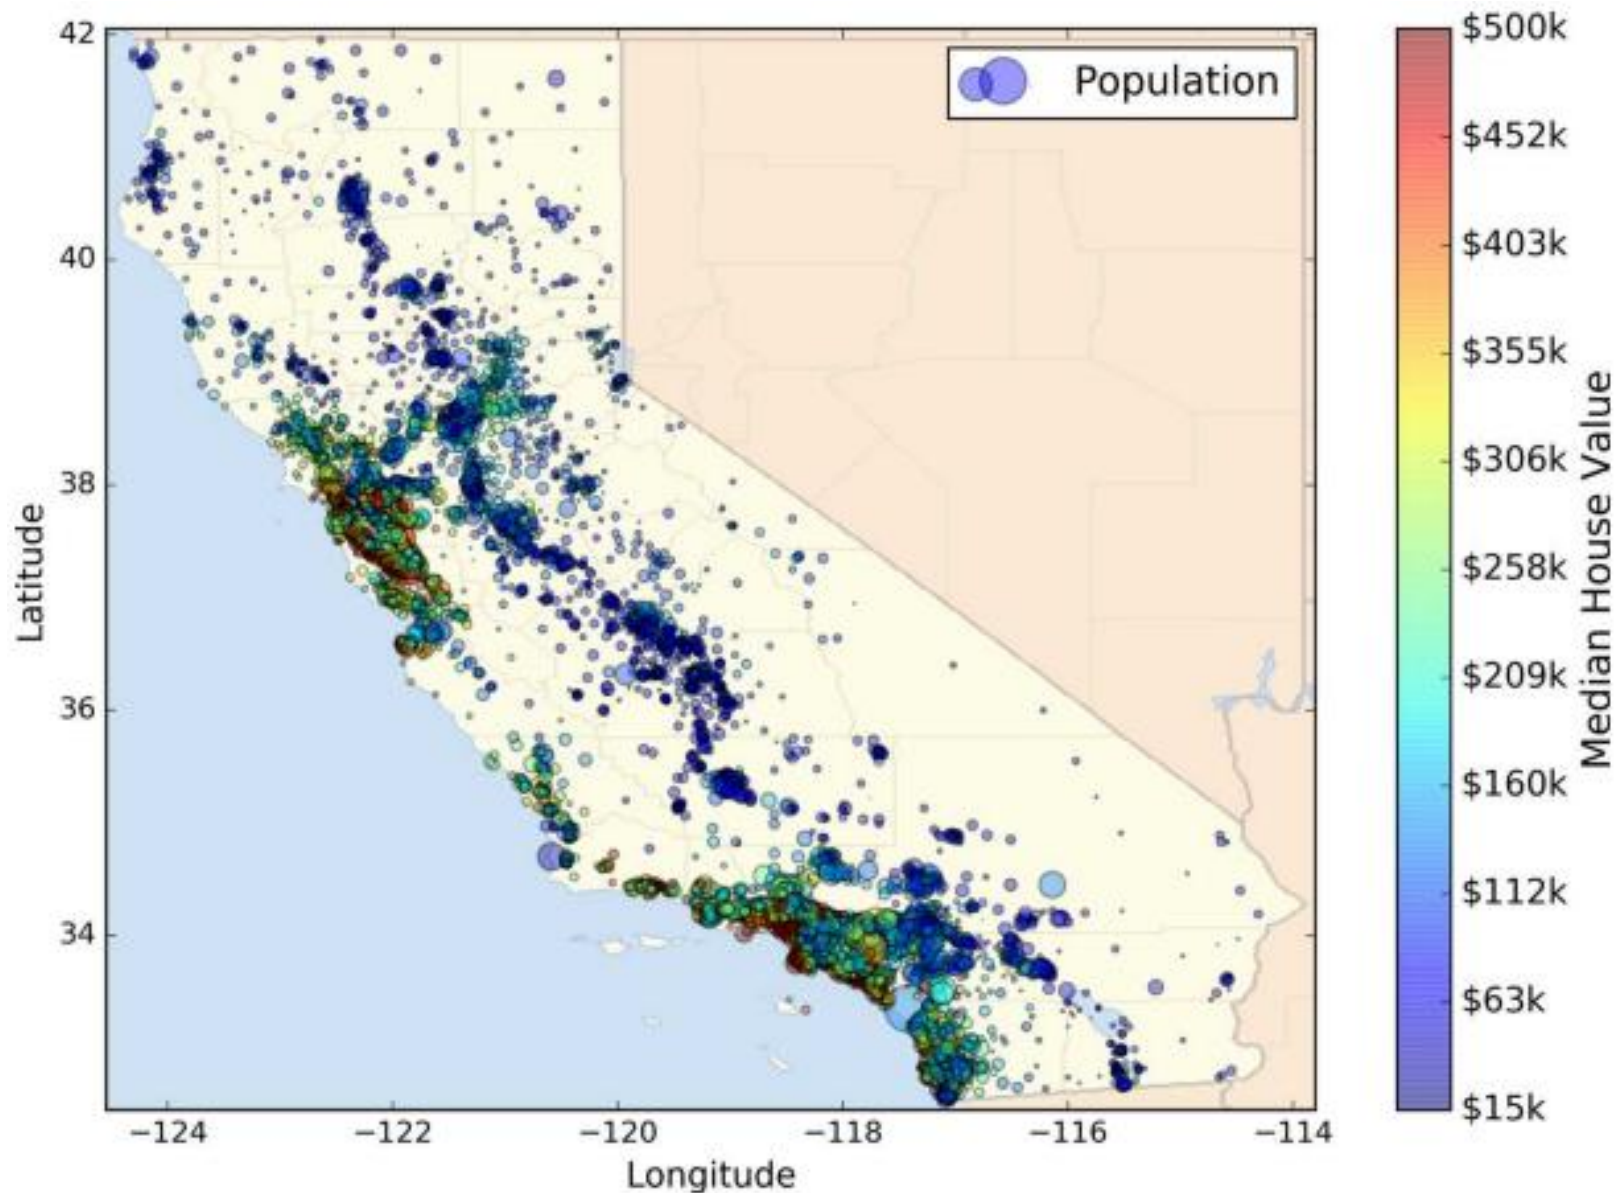 Population
42
40
38
36
34
Latitude
−124
−122
−120
−118
−116
−114
Longitude
$500k
$452k
$403k
$355k
$306k
$258k
$209k
$160k
$112k
$63k
$15k
Median House Value